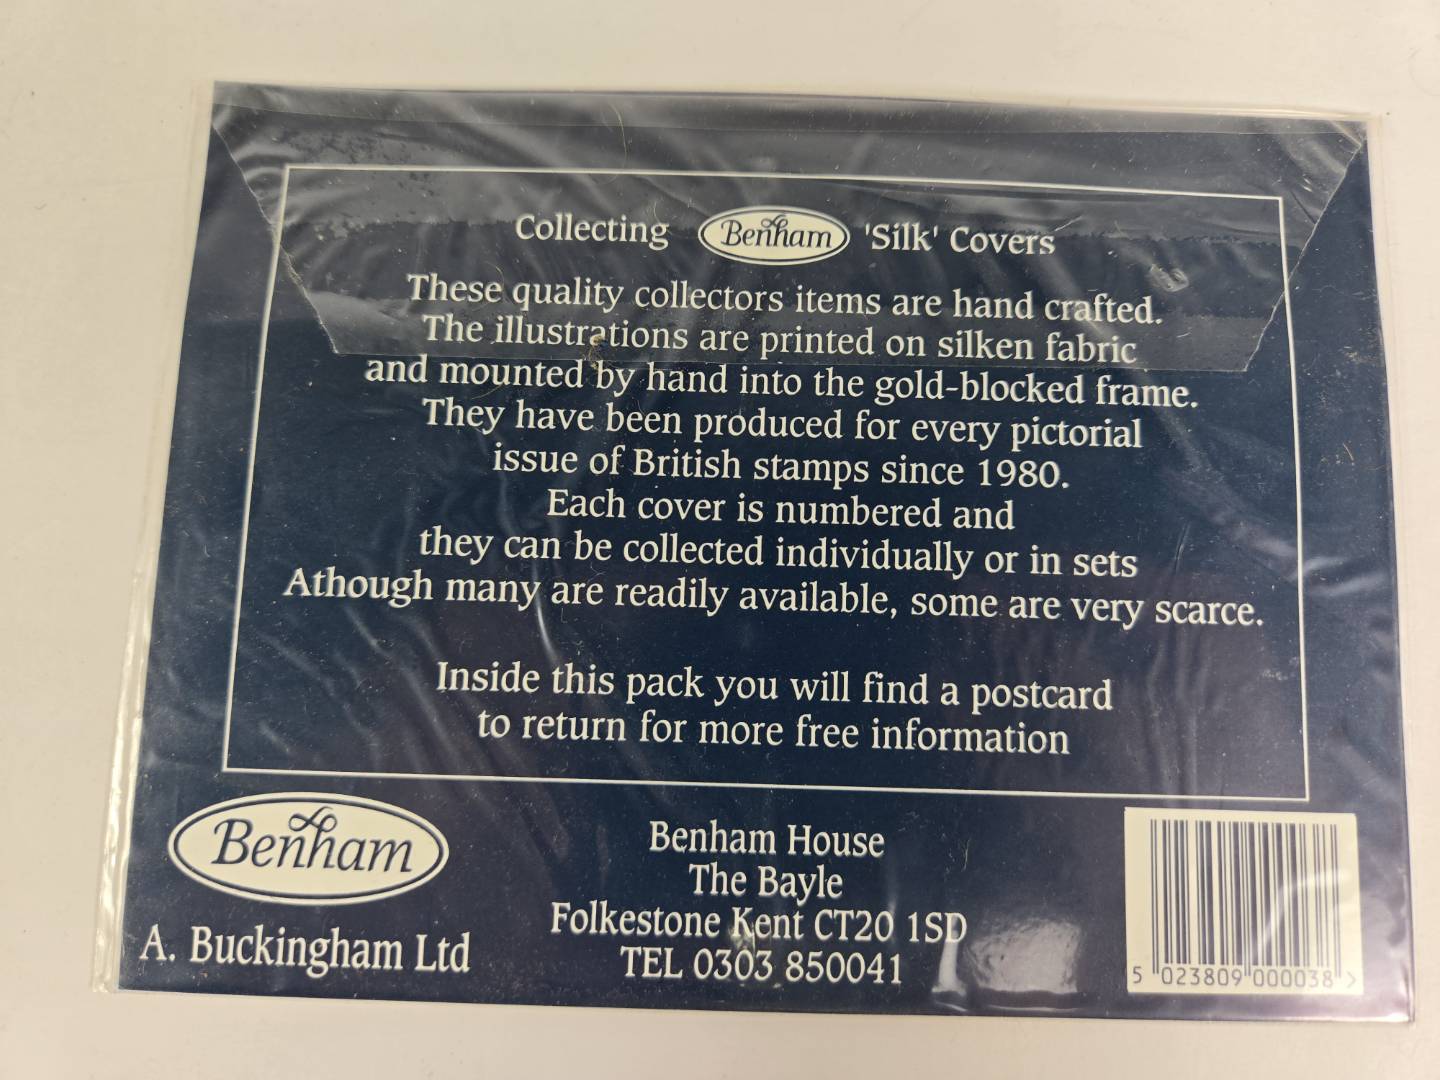 Collecting Benham 'Silk' Covers
These quality collectors items are hand crafted.
The illustrations are printed on silken fabric
and mounted by hand into the gold-blocked frame.
They have been produced for every pictorial
issue of British stamps since 1980.
Each cover is numbered and
they can be collected individually or in sets
Athough many are readily available, some are very scarce.
Inside this pack you will find a postcard
to return for more free information
Benham
A. Buckingham Ltd
Benham House
The Bayle
Folkestone Kent CT20 1SD
TEL 0303 850041
5 023809 000038 >